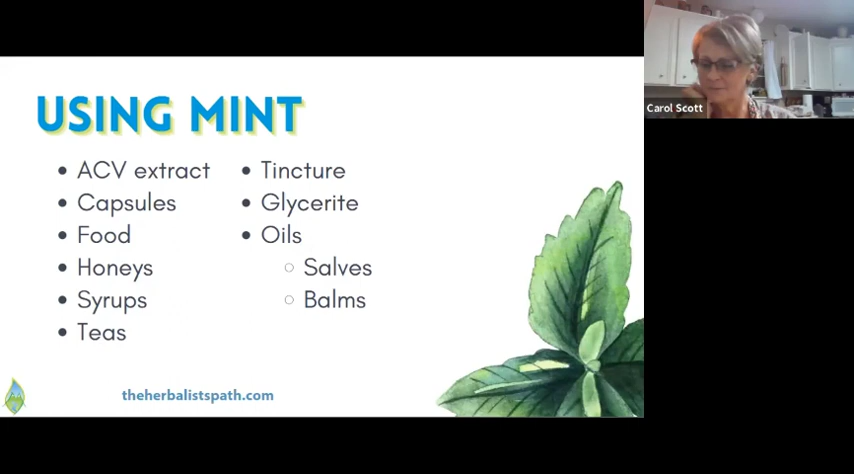 USING MINT
ACV extract
Capsules
Food
Honeys
Syrups
Teas
Tincture
Glycerite
Oils
Salves
Balms
theherbalistspath.com
Carol Scott